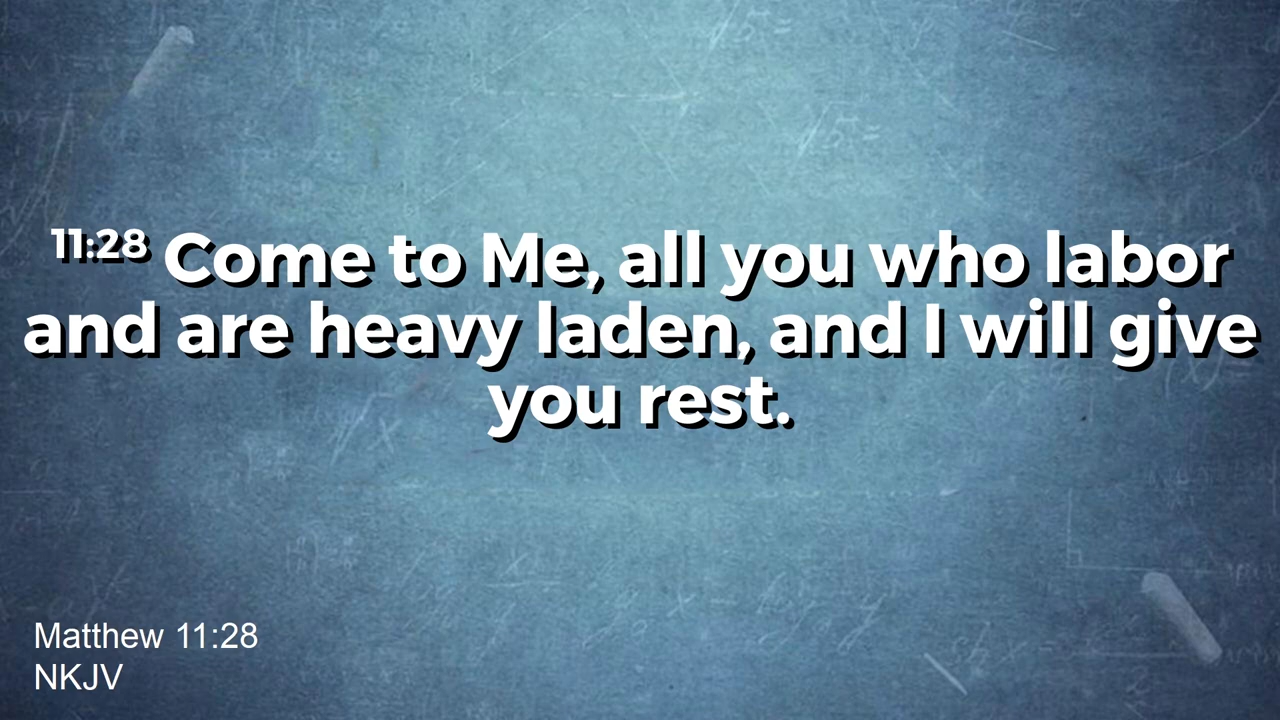 11:28 Come to Me, all you who labor
and are heavy laden, and I will give
you rest.
Matthew 11:28
NKJV